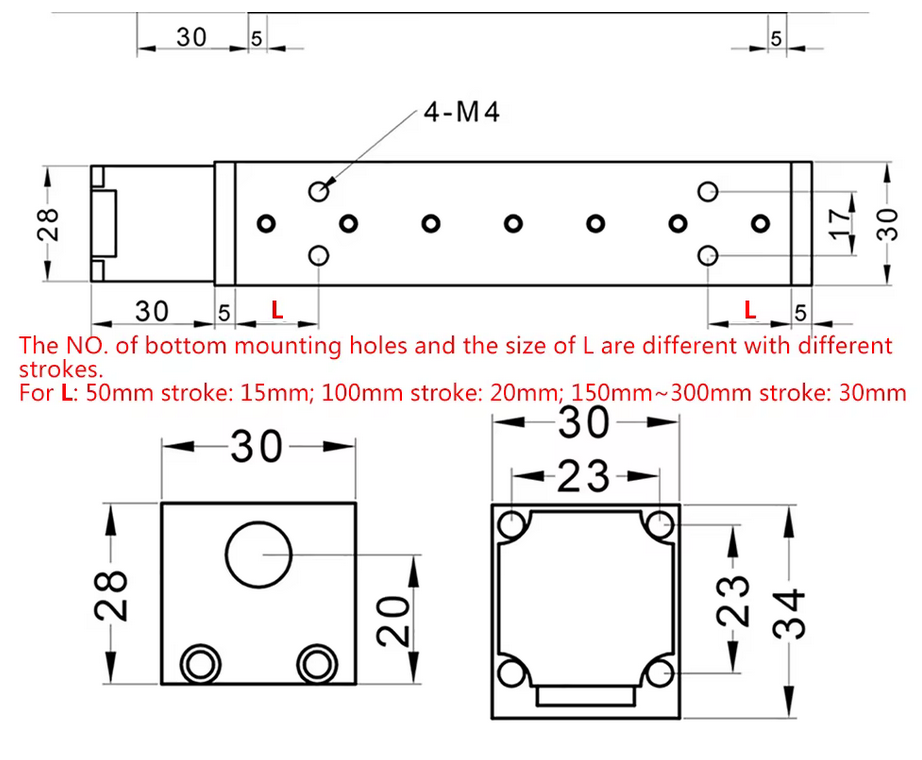 30 5 5
4-M4
28 17 30
30 5 L L 5
The NO. of bottom mounting holes and the size of L are different with different
strokes.
For L: 50mm stroke: 15mm; 100mm stroke: 20mm; 150mm~300mm stroke: 30mm
30 30
23
28 20 23 34